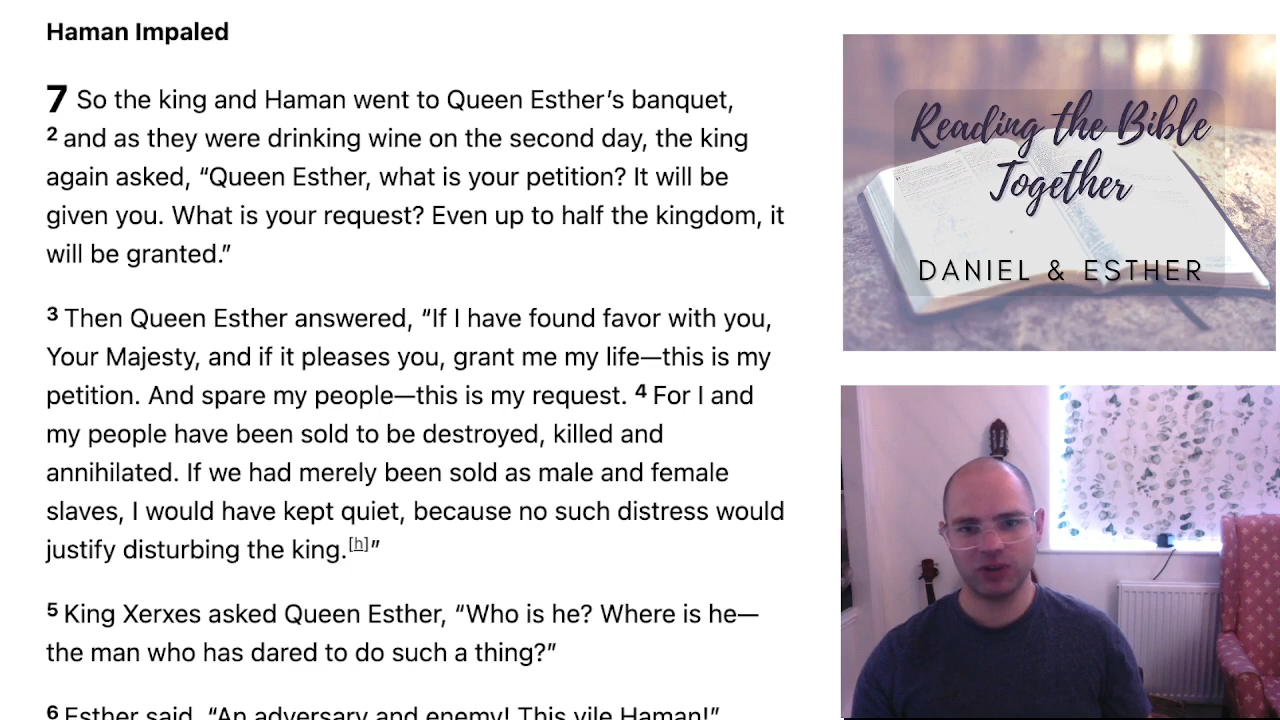 Haman Impaled
7 So the king and Haman went to Queen Esther’s banquet,
2 and as they were drinking wine on the second day, the king
again asked, “Queen Esther, what is your petition? It will be
given you. What is your request? Even up to half the kingdom, it
will be granted.”
3 Then Queen Esther answered, “If I have found favor with you,
Your Majesty, and if it pleases you, grant me my life—this is my
petition. And spare my people—this is my request. 4 For I and
my people have been sold to be destroyed, killed and
annihilated. If we had merely been sold as male and female
slaves, I would have kept quiet, because no such distress would
justify disturbing the king.[h]”
5 King Xerxes asked Queen Esther, “Who is he? Where is he—
the man who has dared to do such a thing?”
6 Esther said, “An adversary and enemy! This vile Haman!”
Reading the Bible
Together
DANIEL & ESTHER